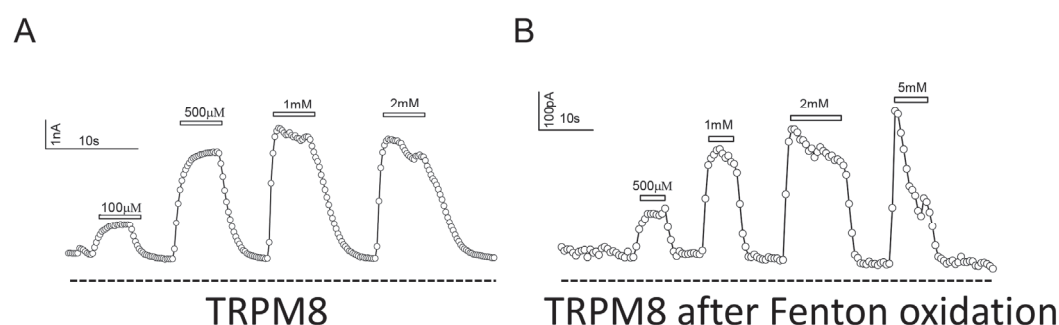 A
B
500μM
1mM
2mM
100μM
1nA
10s
5mM
2mM
1mM
500μM
100pA
10s
TRPM8
TRPM8 after Fenton oxidation